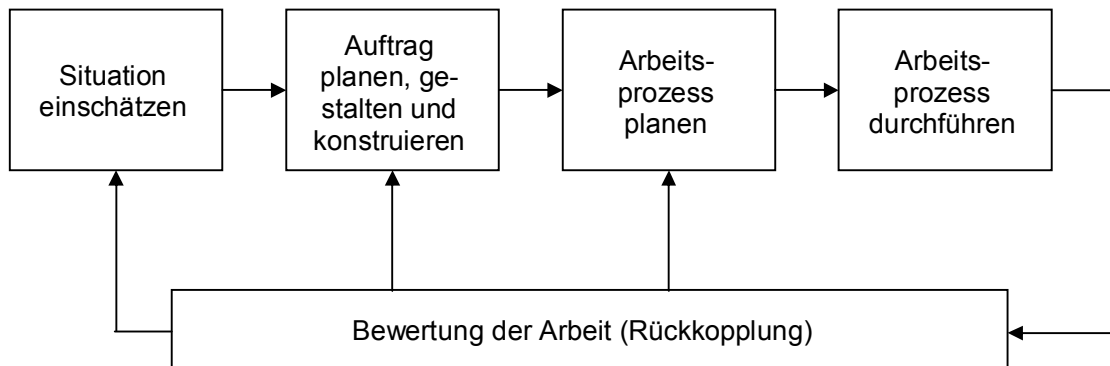 Situation
einschätzen
Auftrag
planen, ge-
stalten und
konstruieren
Arbeits-
prozess
planen
Arbeits-
prozess
durchführen
Bewertung der Arbeit (Rückkopplung)